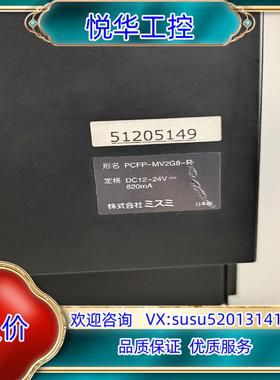 悦华工控
51205149
形名 PCFP-MV2G8-R
定格 DC12~24V
820mA
株式会社 ミスミ 日本製
价
欢迎咨询 VX:susu52013141
品质保证 优质服务